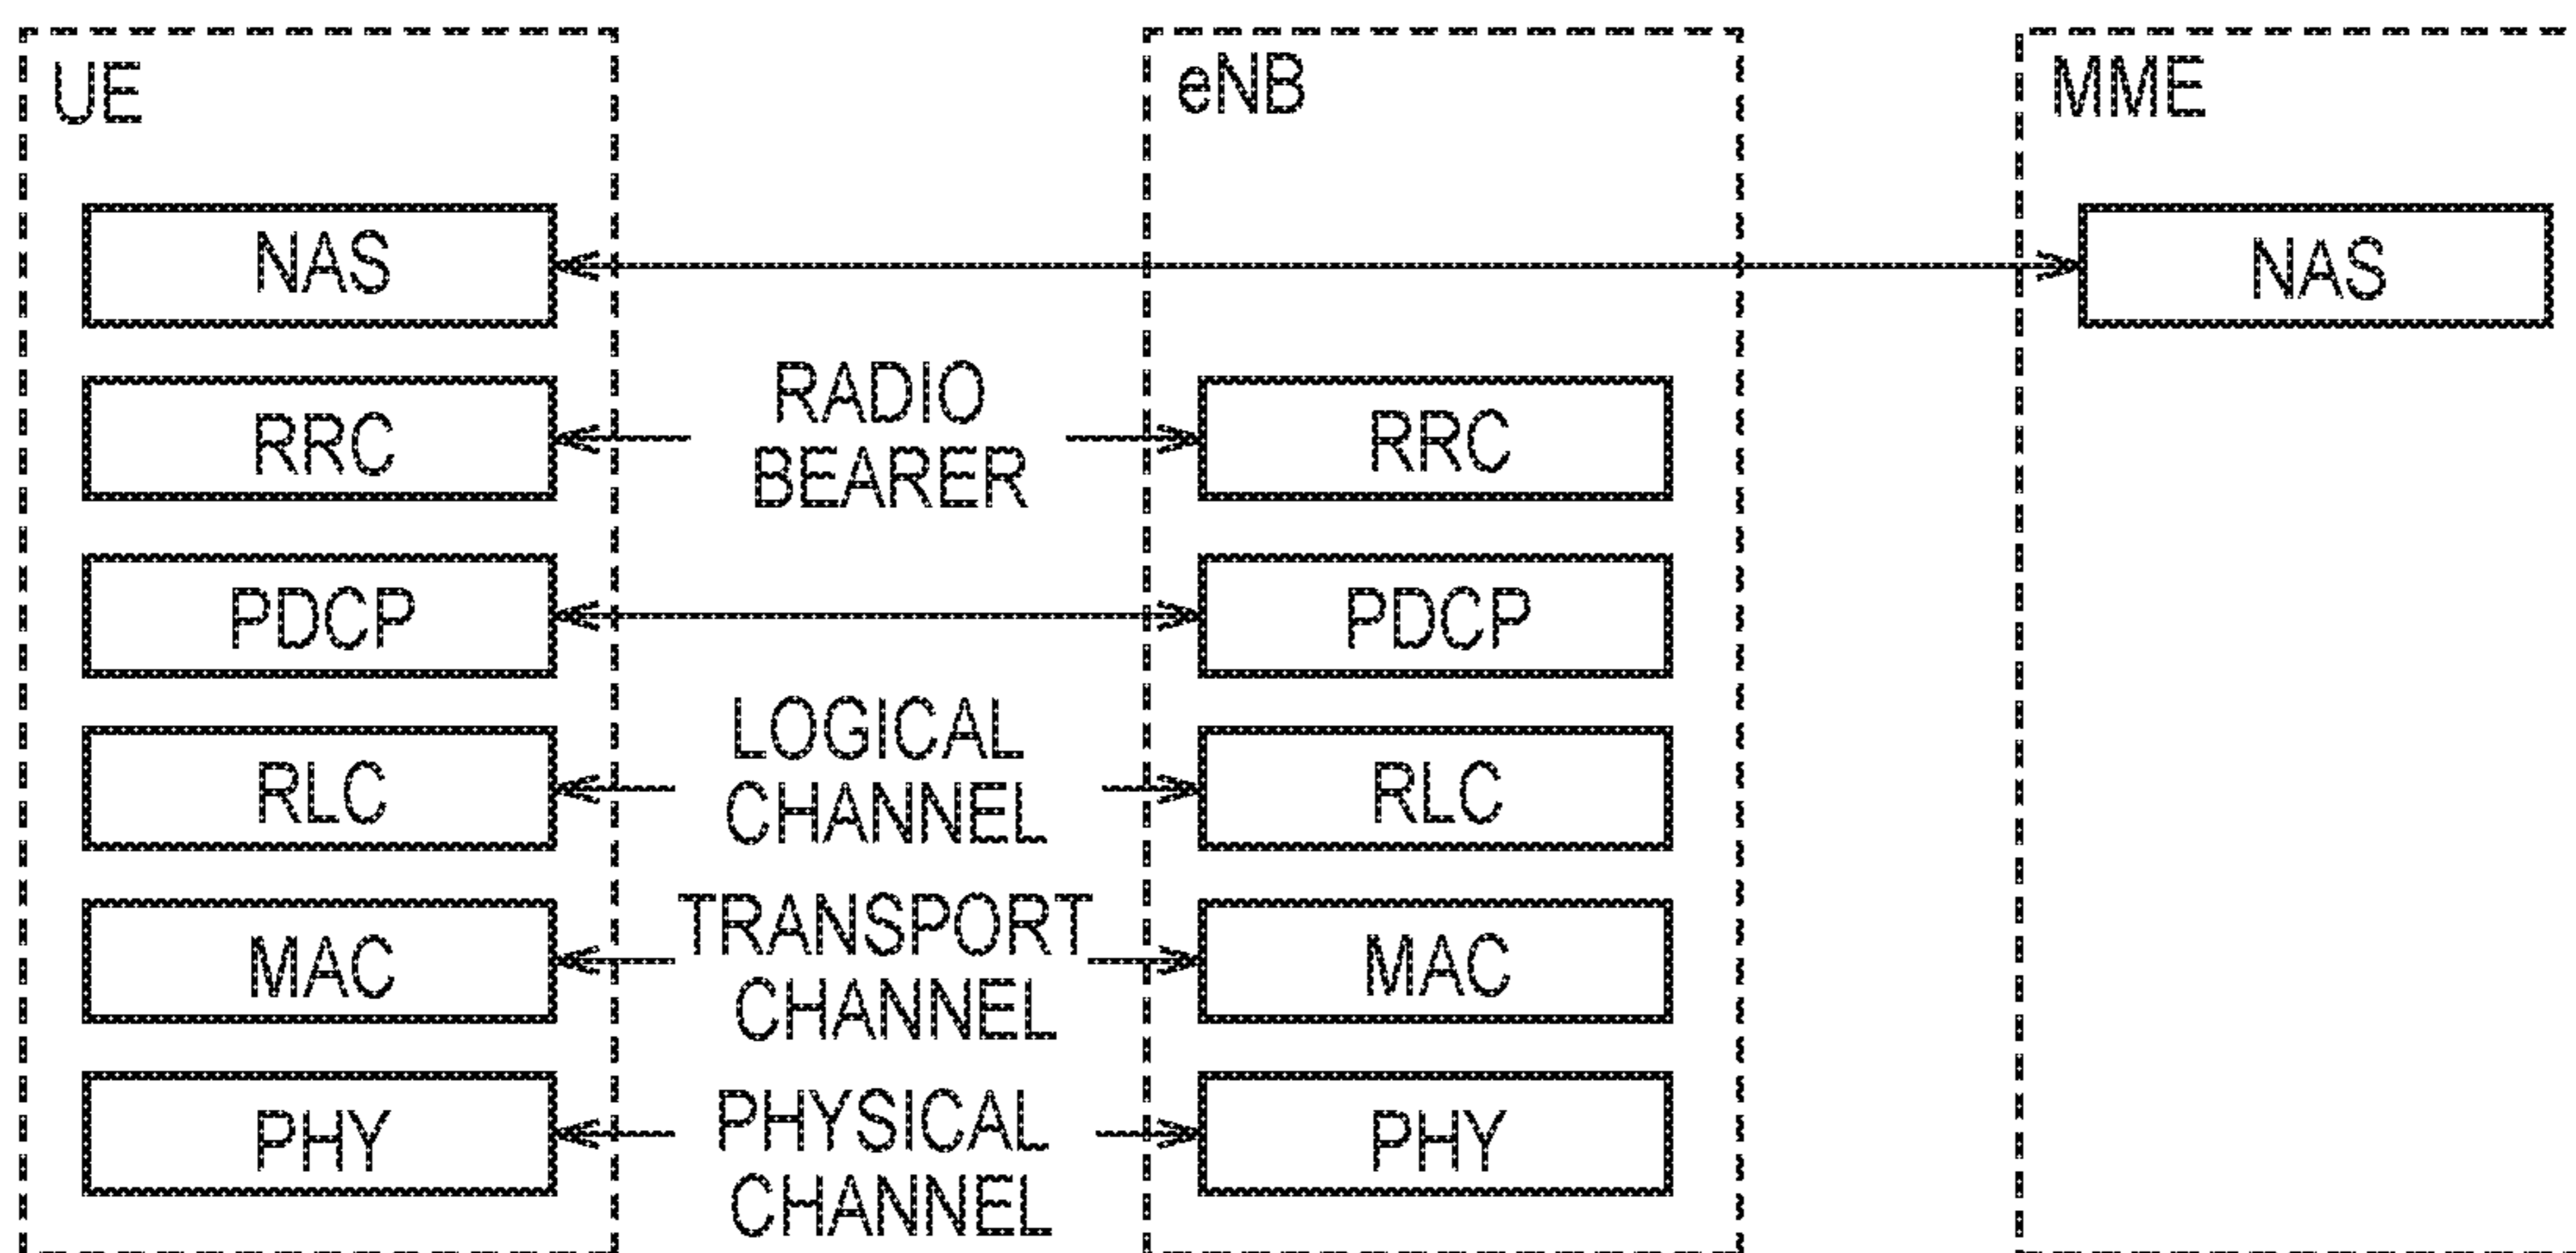 UE
eNB
MME
NAS
NAS
RRC
RADIO
BEARER
RRC
PDCP
PDCP
RLC
LOGICAL
CHANNEL
RLC
MAC
TRANSPORT
CHANNEL
MAC
PHY
PHYSICAL
CHANNEL
PHY